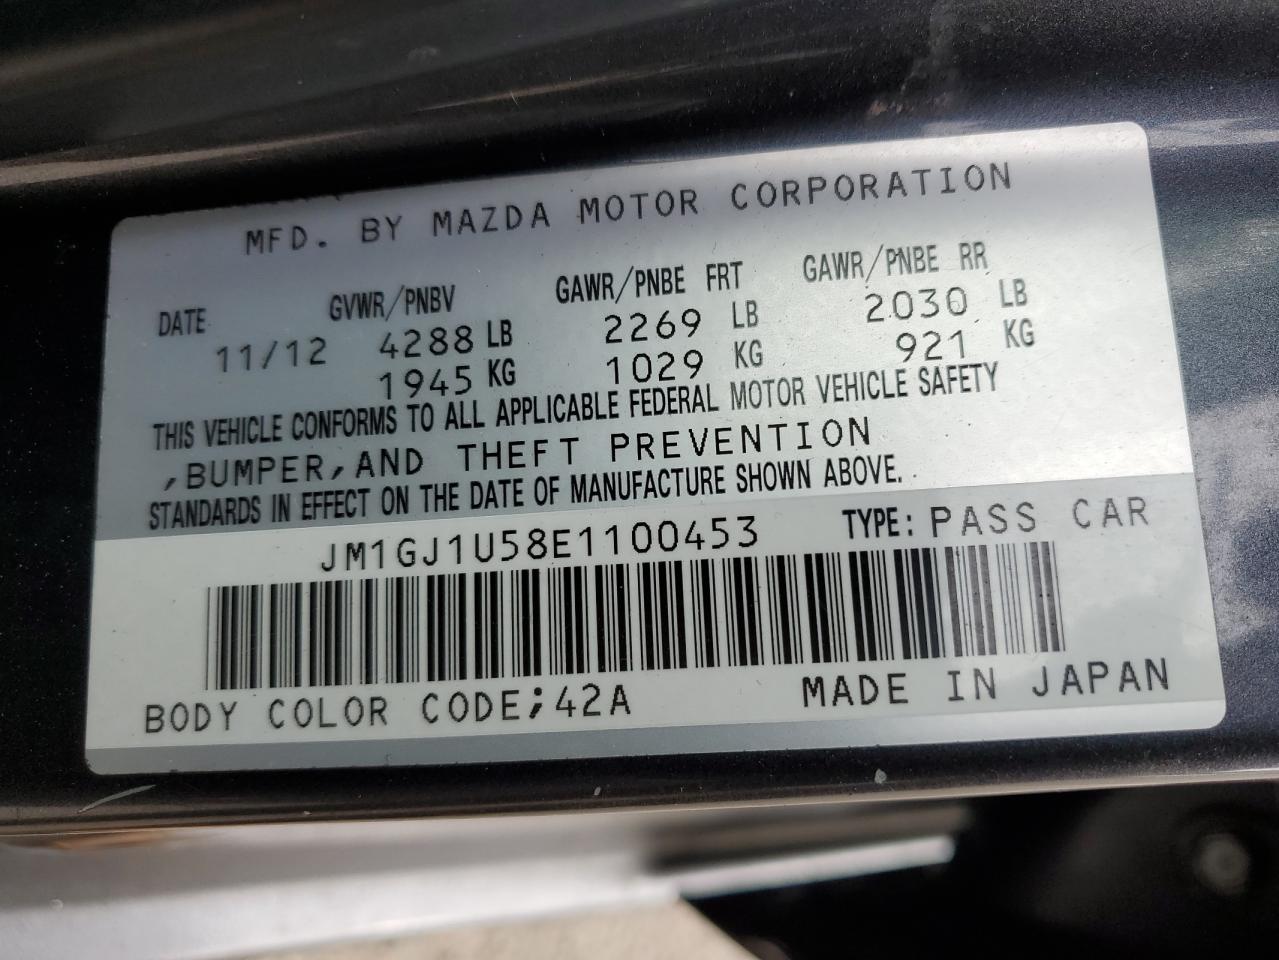 MFD. BY MAZDA MOTOR CORPORATION
DATE GVWR/PNBV GAWR/PNBE FRT GAWR/PNBE RR
11/12 4288 LB 2269 LB 2030 LB
1945 KG 1029 KG 921 KG
THIS VEHICLE CONFORMS TO ALL APPLICABLE FEDERAL MOTOR VEHICLE SAFETY
,BUMPER,AND THEFT PREVENTION
STANDARDS IN EFFECT ON THE DATE OF MANUFACTURE SHOWN ABOVE.
JM1GJ1U58E1100453 TYPE: PASS CAR
BODY COLOR CODE;42A MADE IN JAPAN